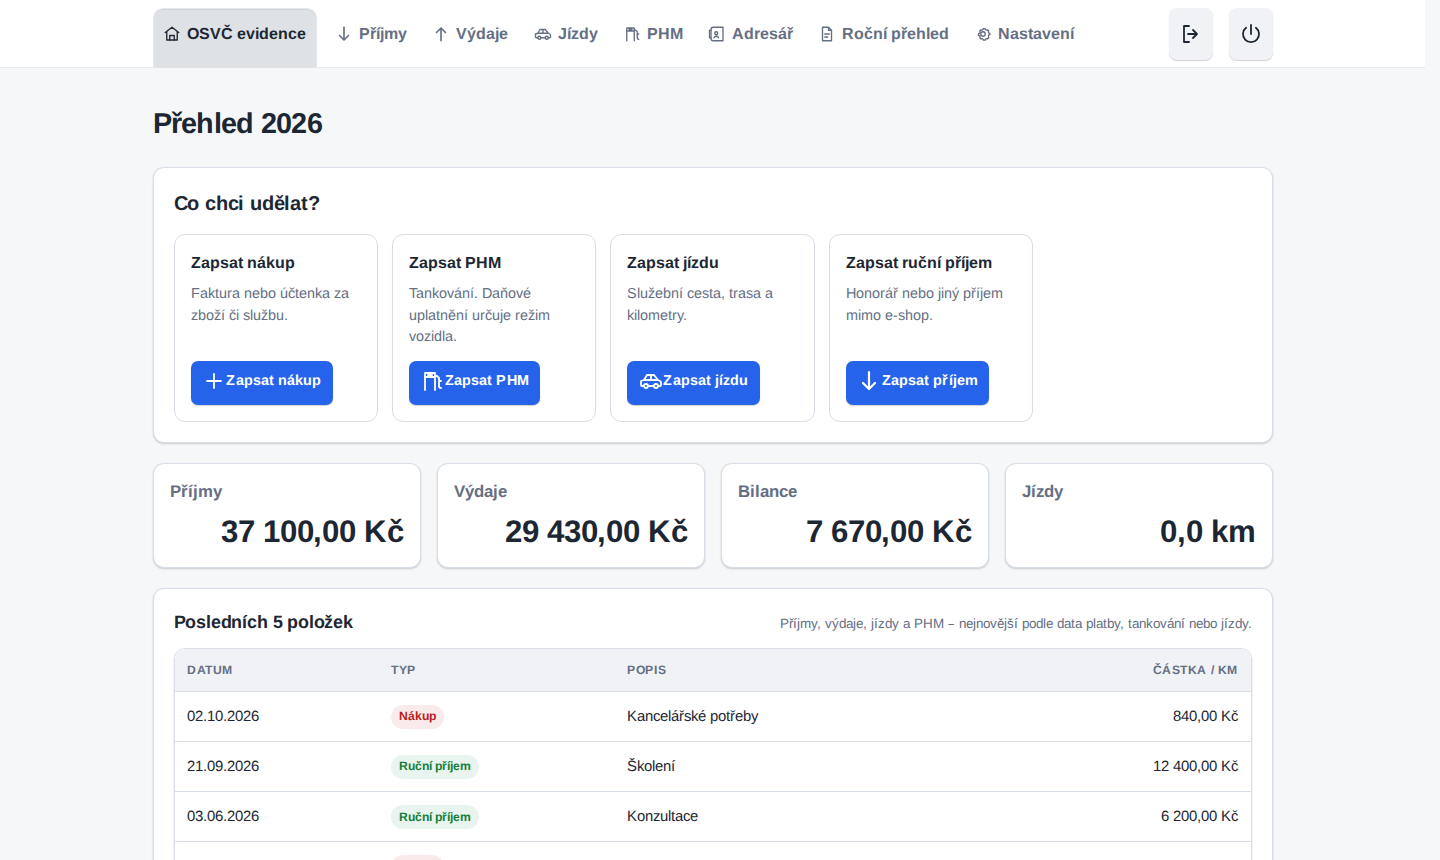 OSVČ evidence
Příjmy
Výdaje
Jízdy
PHM
Adresář
Roční přehled
Nastavení
Přehled 2026
Co chci udělat?
Zapsat nákup
Faktura nebo účtenka za
zboží či službu.
Zapsat nákup
Zapsat PHM
Tankování. Daňové
uplatnění určuje režim
vozidla.
Zapsat PHM
Zapsat jízdu
Služební cesta, trasa a
kilometry.
Zapsat jízdu
Zapsat ruční příjem
Honorář nebo jiný příjem
mimo e-shop.
Zapsat příjem
Příjmy
37 100,00 Kč
Výdaje
29 430,00 Kč
Bilance
7 670,00 Kč
Jízdy
0,0 km
Posledních 5 položek
Příjmy, výdaje, jízdy a PHM – nejnovější podle data platby, tankování nebo jízdy.
DATUM TYP POPIS ČÁSTKA / KM
02.10.2026 Nákup Kancelářské potřeby 840,00 Kč
21.09.2026 Ruční příjem Školení 12 400,00 Kč
03.06.2026 Ruční příjem Konzultace 6 200,00 Kč